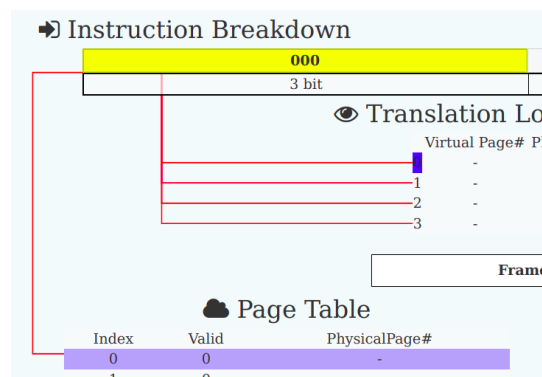 Instruction Breakdown
000
3 bit
Translation Lo
Virtual Page# P
0 -
1 -
2 -
3 -
Frame
Page Table
Index Valid PhysicalPage#
0 0 -